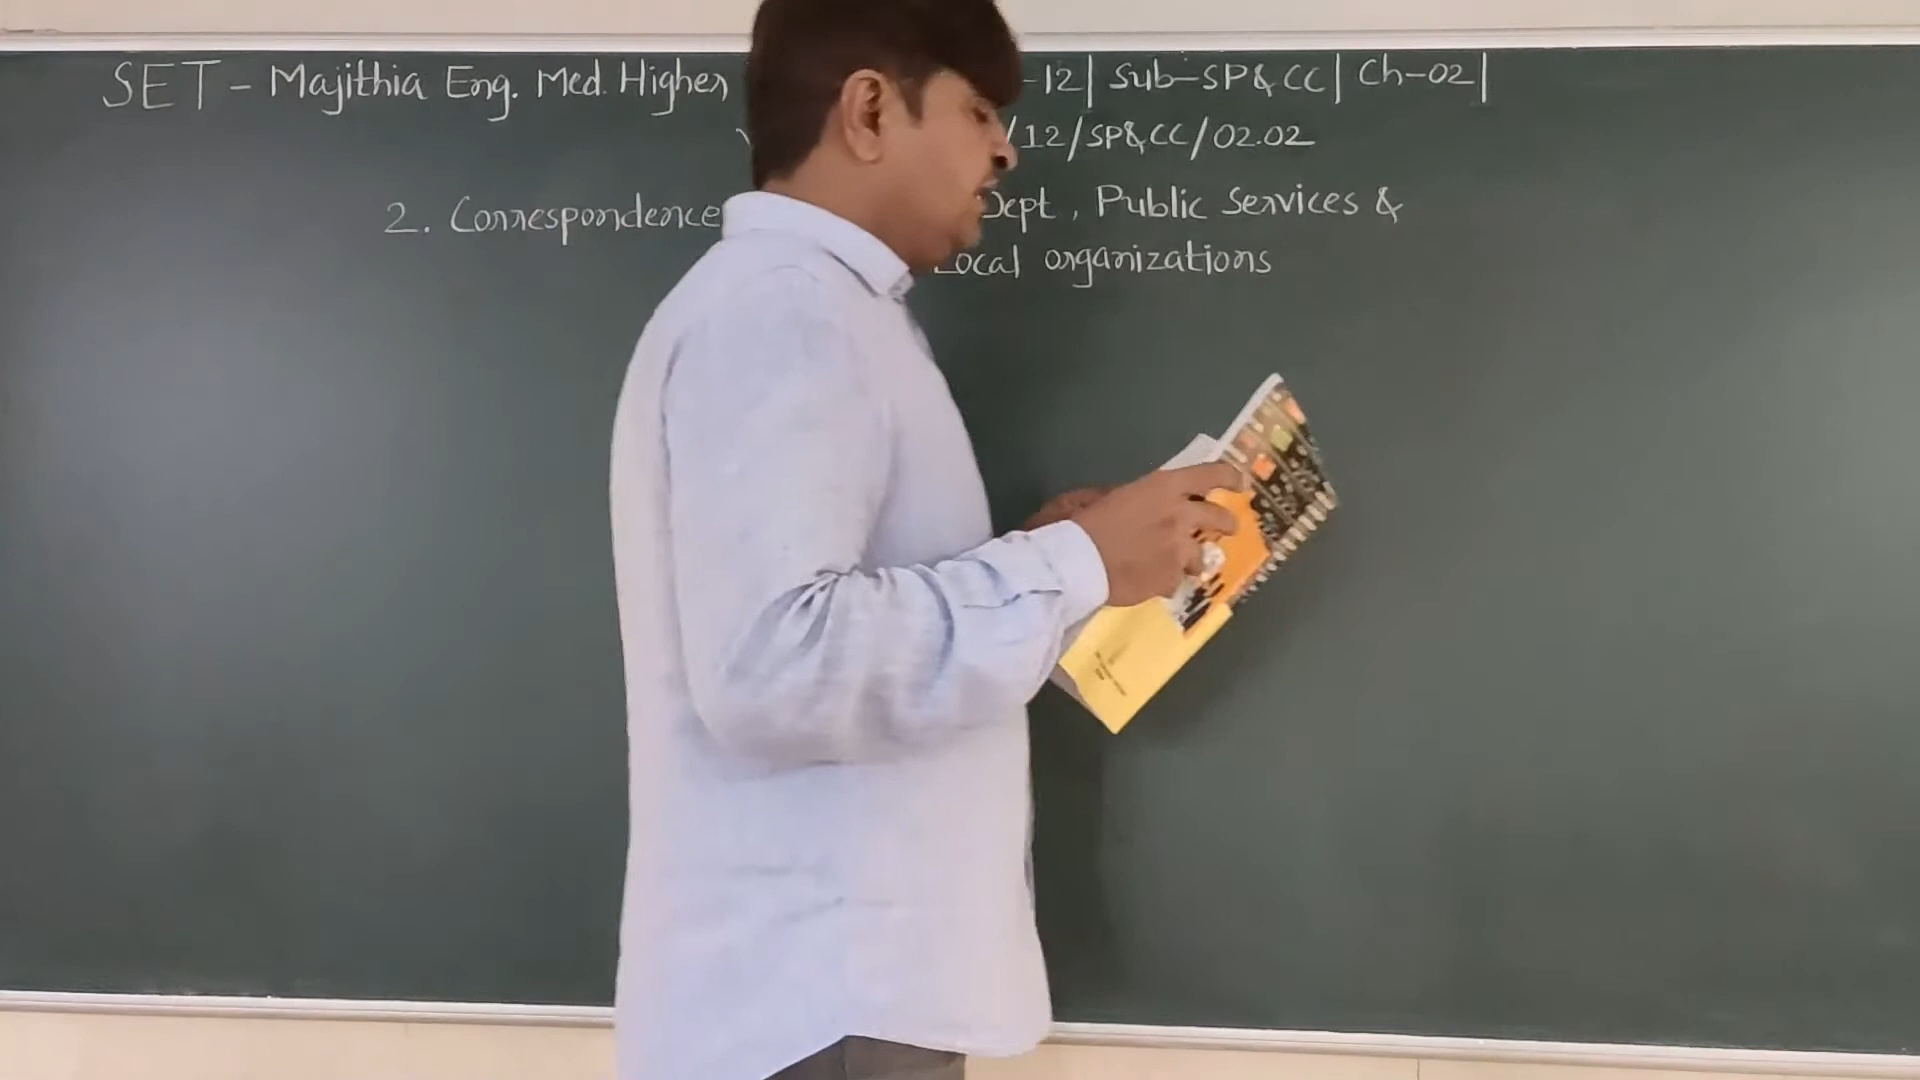 SET - Majithia Eng. Med. Higher -12| Sub-SP&CC| Ch-02|
/12/SP&CC/02.02
2. Correspondence Dept, Public Services &
Local organizations